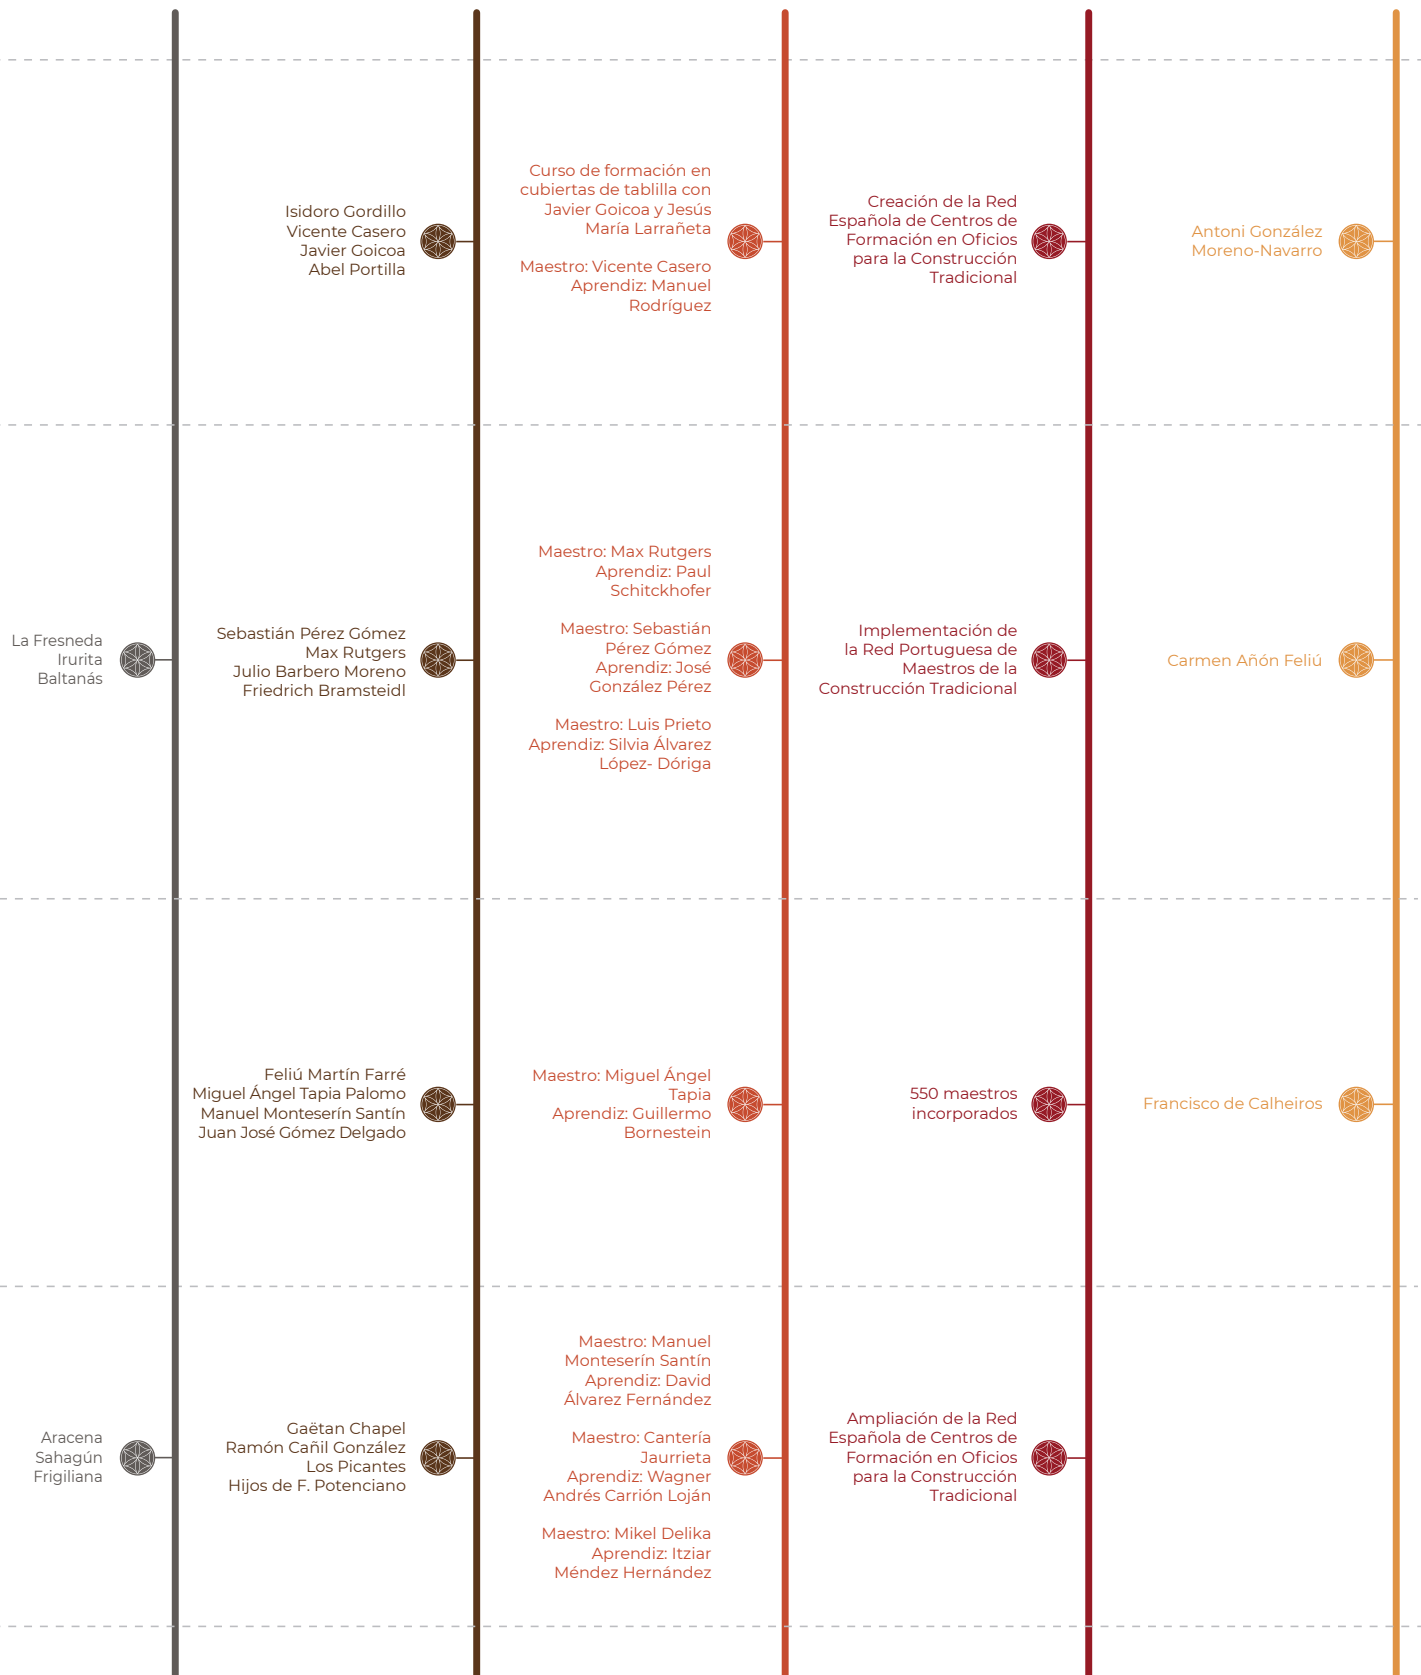 Isidoro Gordillo
Vicente Casero
Javier Goicoa
Abel Portilla
Curso de formación en
cubiertas de tablilla con
Javier Goicoa y Jesús
María Larrañeta
Maestro: Vicente Casero
Aprendiz: Manuel
Rodríguez
Creación de la Red
Española de Centros de
Formación en Oficios
para la Construcción
Tradicional
Antoni González
Moreno-Navarro
La Fresneda
Irurita
Baltanás
Sebastián Pérez Gómez
Max Rutgers
Julio Barbero Moreno
Friedrich Bramsteidl
Maestro: Max Rutgers
Aprendiz: Paul
Schitckhofer
Maestro: Sebastián
Pérez Gómez
Aprendiz: José
González Pérez
Maestro: Luis Prieto
Aprendiz: Silvia Álvarez
López- Dóriga
Implementación de
la Red Portuguesa de
Maestros de la
Construcción Tradicional
Carmen Añón Feliú
Feliú Martín Farré
Miguel Ángel Tapia Palomo
Manuel Monteserín Santín
Juan José Gómez Delgado
Maestro: Miguel Ángel
Tapia
Aprendiz: Guillermo
Bornestein
550 maestros
incorporados
Francisco de Calheiros
Aracena
Sahagún
Frigiliana
Gaëtan Chapel
Ramón Cañil González
Los Picantes
Hijos de F. Potenciano
Maestro: Manuel
Monteserín Santín
Aprendiz: David
Álvarez Fernández
Maestro: Cantería
Jaurrieta
Aprendiz: Wagner
Andrés Carrión Loján
Maestro: Mikel Delika
Aprendiz: Itziar
Méndez Hernández
Ampliación de la Red
Española de Centros de
Formación en Oficios
para la Construcción
Tradicional